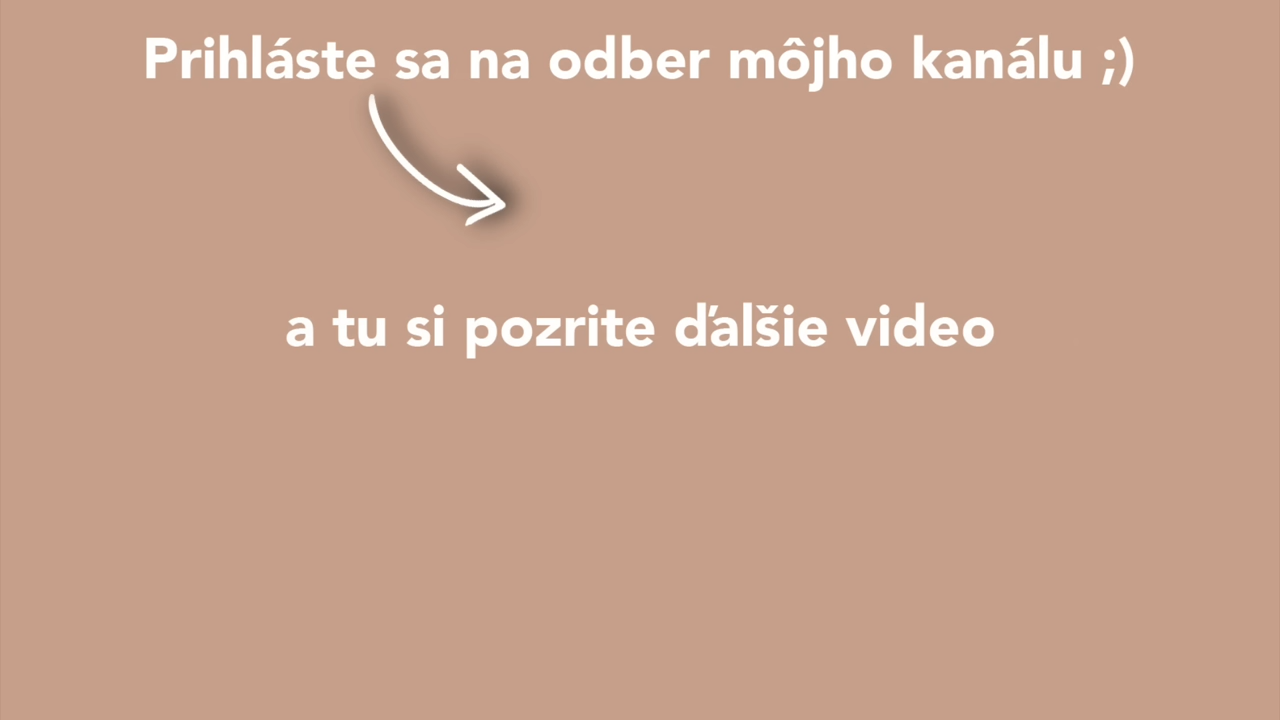 Prihláste sa na odber môjho kanálu ;)
a tu si pozrite ďalšie video